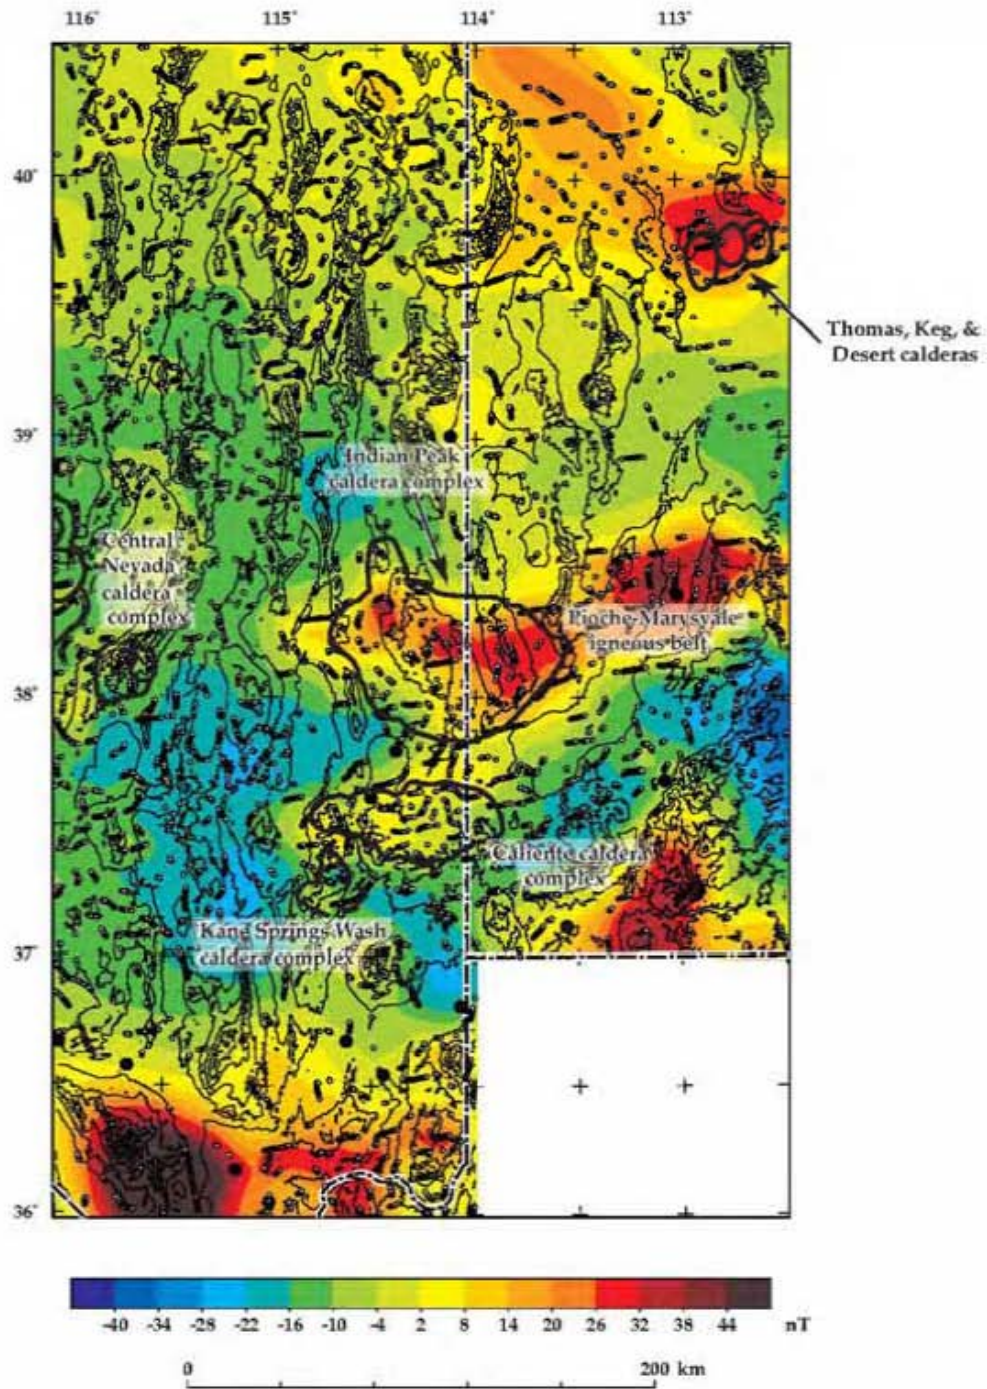 116° 115° 114° 113°
40°
Thomas, Keg, &
Desert calderas
39°
Indian Peak
caldera complex
Central
Nevada
caldera
complex
Pioche-Marysvale
igneous belt
38°
Caliente caldera
complex
Kane Springs Wash
caldera complex
37°
36°
-40 -34 -28 -22 -16 -10 -4 2 8 14 20 26 32 38 44 nT
0 200 km